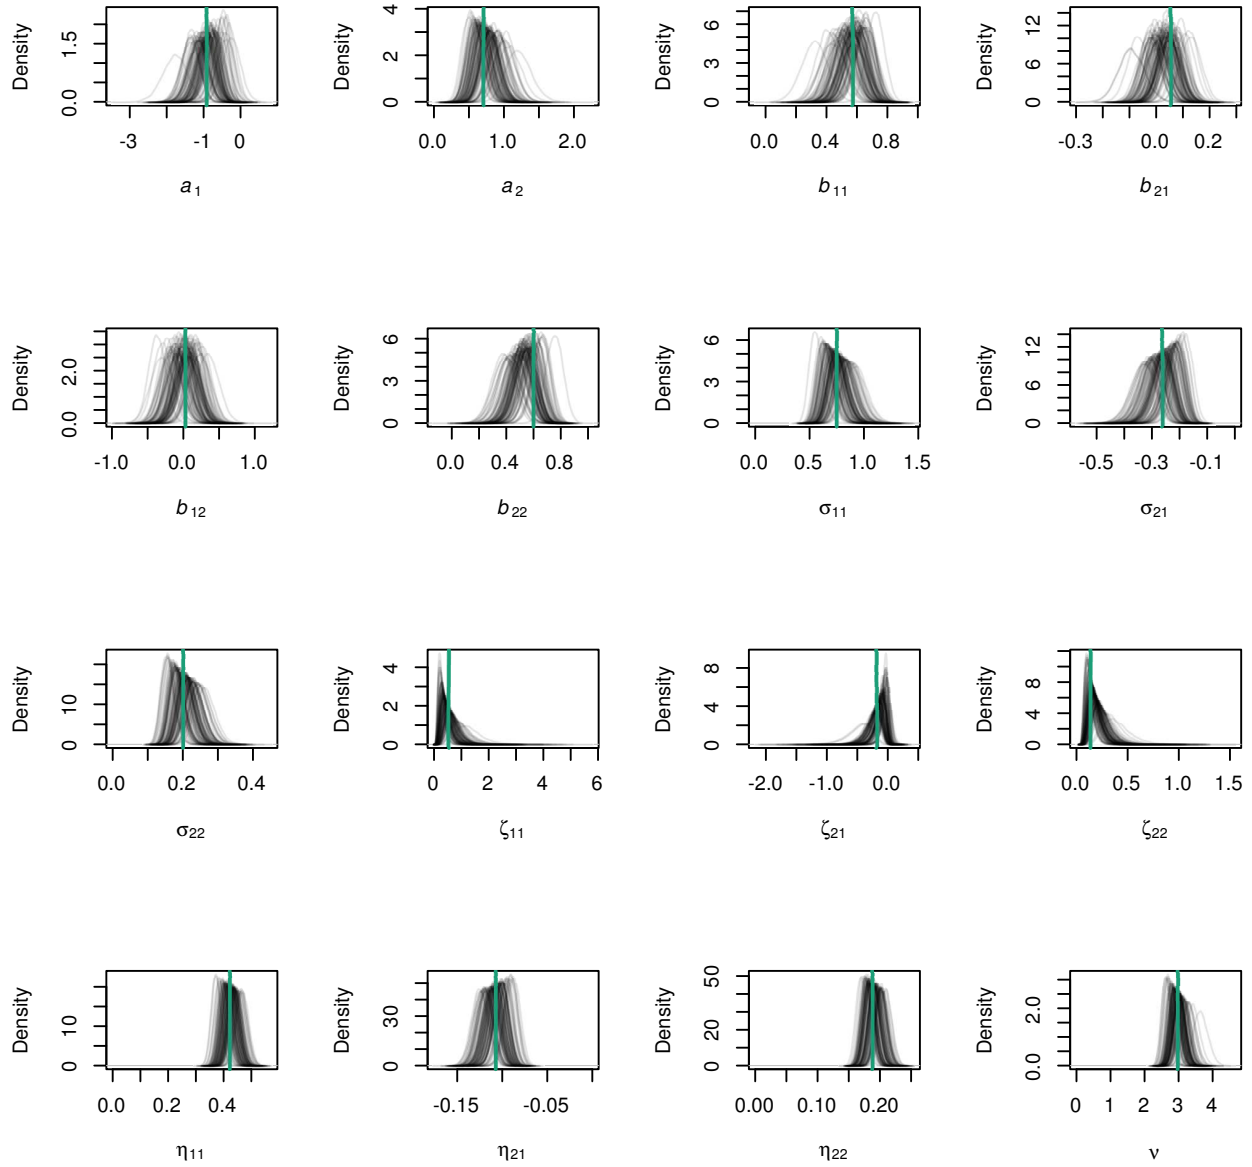 Density 0.0 1.5 -3 -1 0 a1
Density 0 2 4 0.0 1.0 2.0 a2
Density 0 3 6 0.0 0.4 0.8 b11
Density 0 6 12 -0.3 0.0 0.2 b21
Density 0.0 2.0 -1.0 0.0 1.0 b12
Density 0 3 6 0.0 0.4 0.8 b22
Density 0 3 6 0.0 0.5 1.0 1.5 σ11
Density 0 6 12 -0.5 -0.3 -0.1 σ21
Density 0 10 0.0 0.2 0.4 σ22
Density 0 2 4 0 2 4 6 ζ11
Density 0 4 8 -2.0 -1.0 0.0 ζ21
Density 0 4 8 0.0 0.5 1.0 1.5 ζ22
Density 0 10 0.0 0.2 0.4 η11
Density 0 30 -0.15 -0.05 η21
Density 0 20 50 0.00 0.10 0.20 η22
Density 0.0 2.0 0 1 2 3 4 ν